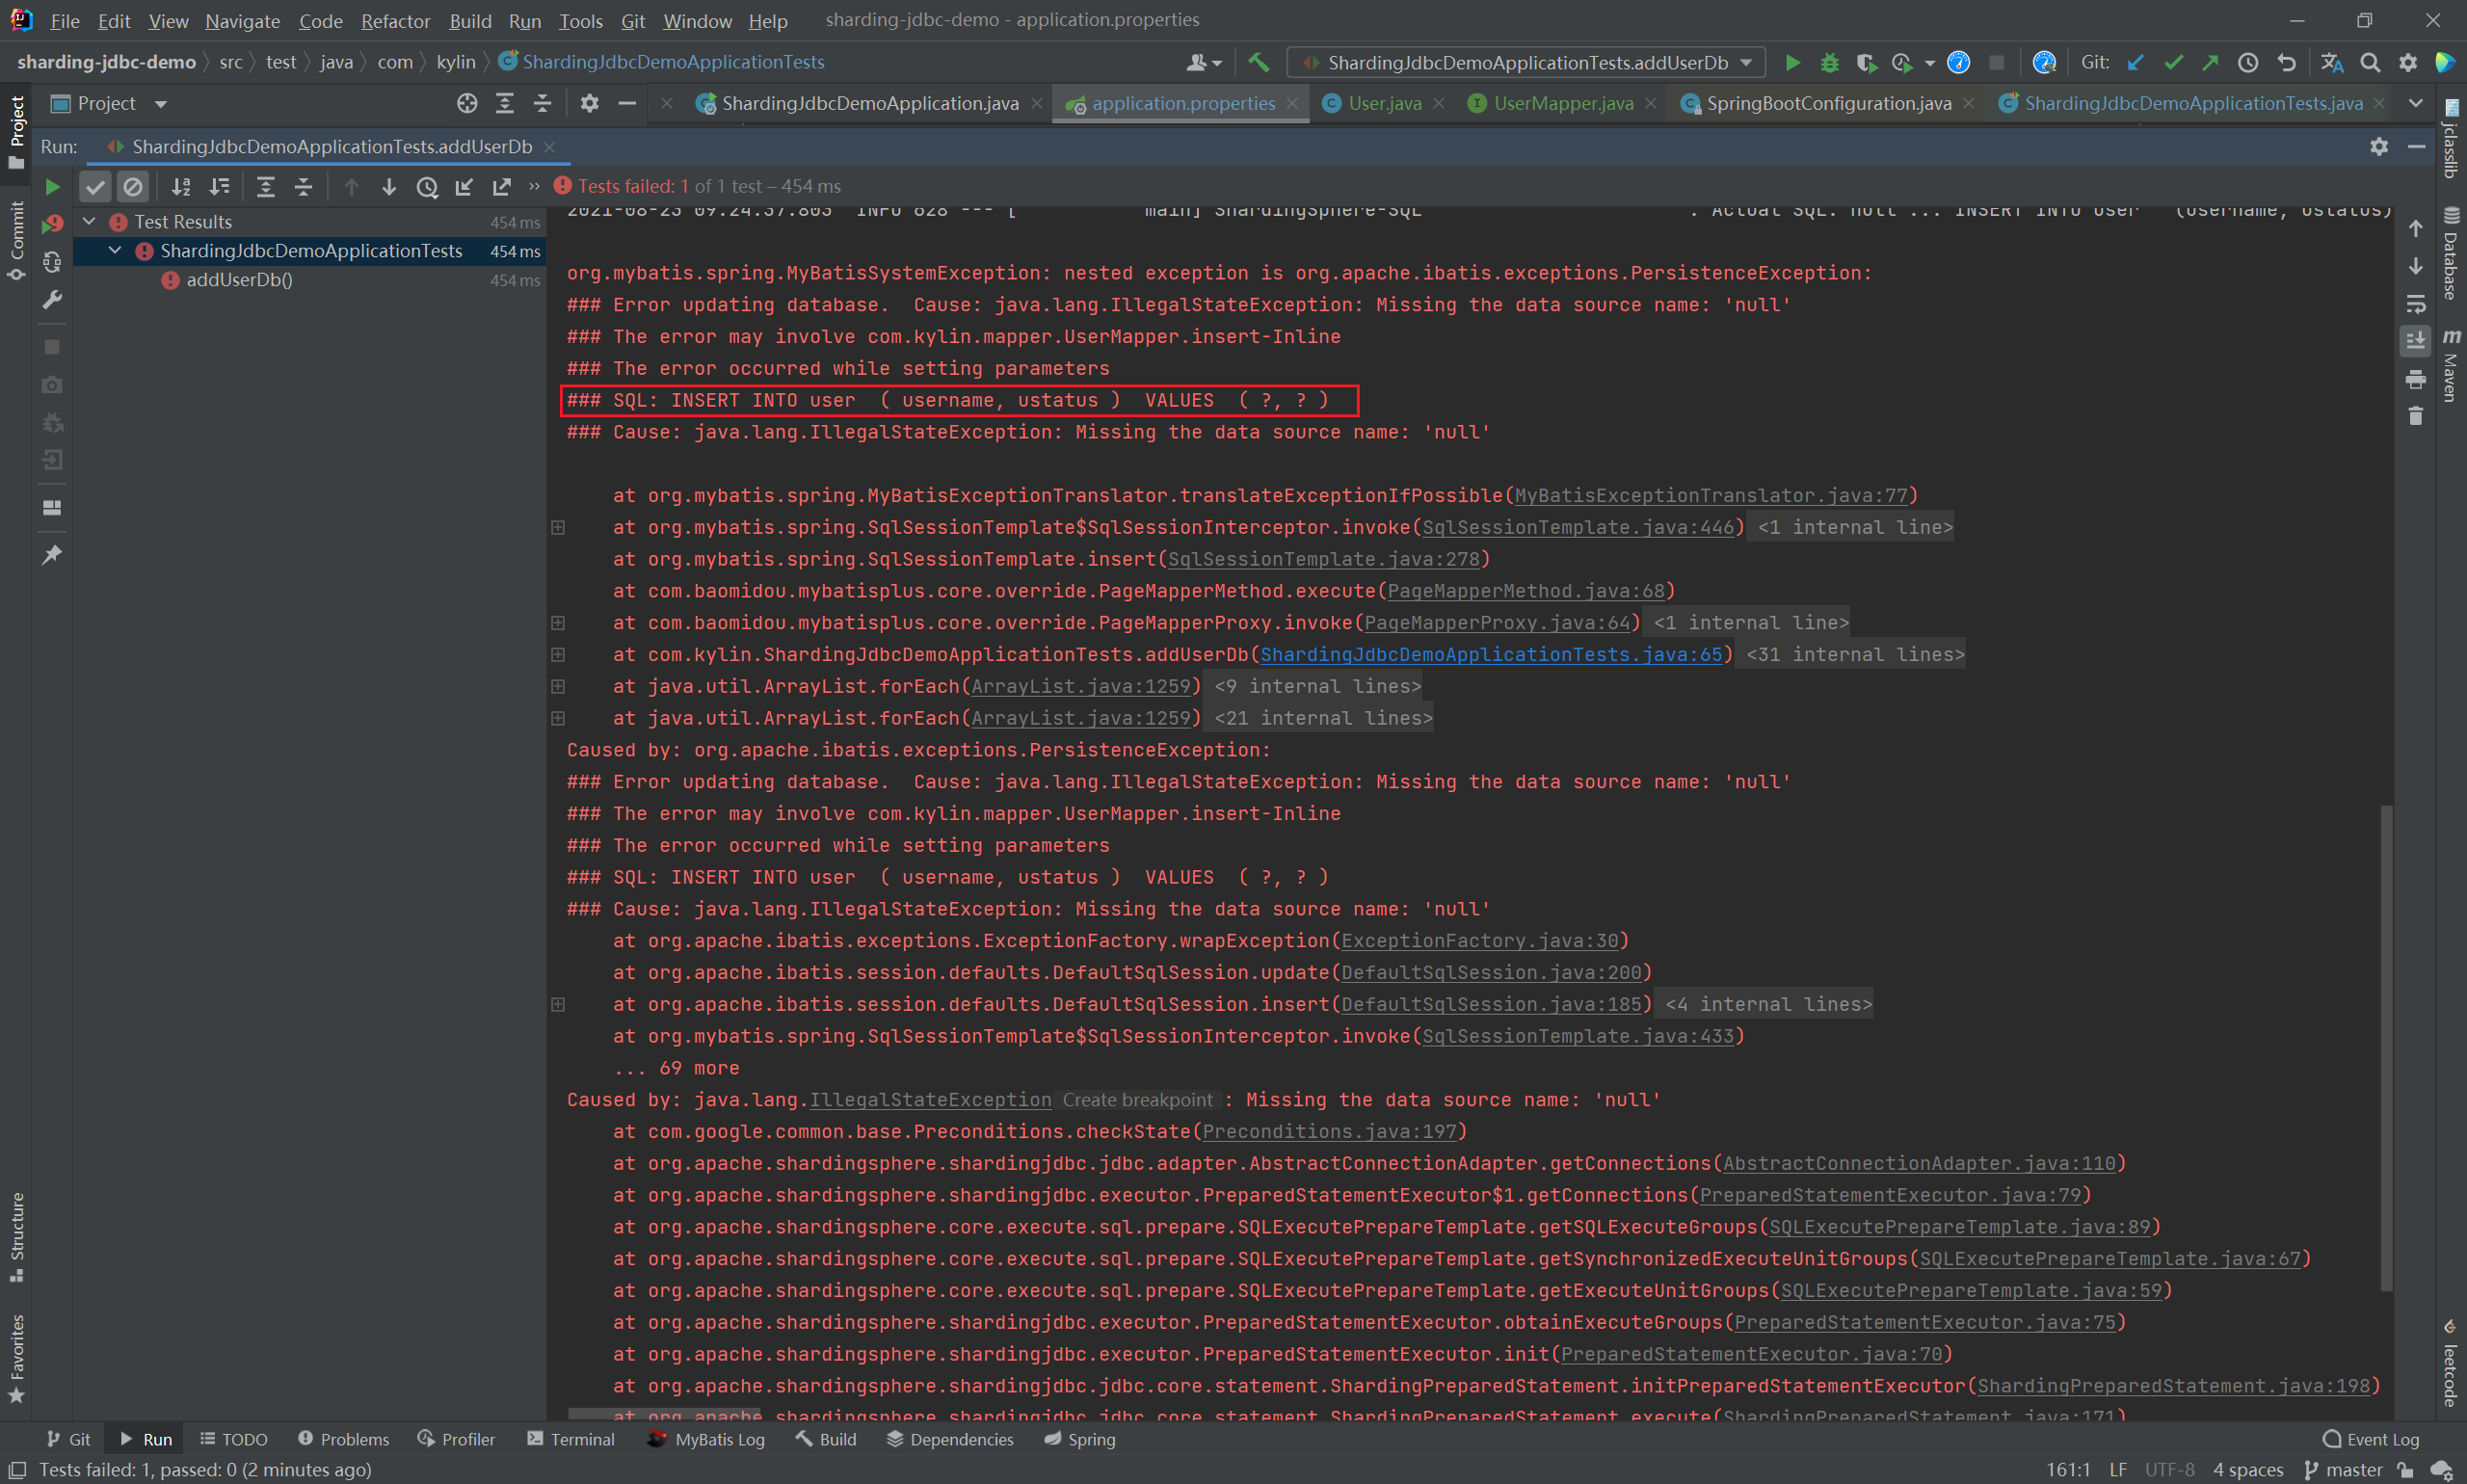 File Edit View Navigate Code Refactor Build Run Tools Git Window Help sharding-jdbc-demo - application.properties
sharding-jdbc-demo src test java com kylin ShardingJdbcDemoApplicationTests ShardingJdbcDemoApplicationTests.addUserDb Git:
Project ShardingJdbcDemoApplication.java application.properties User.java UserMapper.java SpringBootConfiguration.java ShardingJdbcDemoApplicationTests.java
Run: ShardingJdbcDemoApplicationTests.addUserDb
Tests failed: 1 of 1 test – 454 ms
Test Results 454 ms
ShardingJdbcDemoApplicationTests 454 ms
addUserDb() 454 ms
2021-08-23 09:24:37.803 INFO 628 --- [ main] ShardingSphere-SQL : Actual SQL: null ::: INSERT INTO user (username, ustatus)
org.mybatis.spring.MyBatisSystemException: nested exception is org.apache.ibatis.exceptions.PersistenceException:
### Error updating database.  Cause: java.lang.IllegalStateException: Missing the data source name: 'null'
### The error may involve com.kylin.mapper.UserMapper.insert-Inline
### The error occurred while setting parameters
### SQL: INSERT INTO user  ( username, ustatus )  VALUES  ( ?, ? )
### Cause: java.lang.IllegalStateException: Missing the data source name: 'null'
at org.mybatis.spring.MyBatisExceptionTranslator.translateExceptionIfPossible(MyBatisExceptionTranslator.java:77)
at org.mybatis.spring.SqlSessionTemplate$SqlSessionInterceptor.invoke(SqlSessionTemplate.java:446) <1 internal line>
at org.mybatis.spring.SqlSessionTemplate.insert(SqlSessionTemplate.java:278)
at com.baomidou.mybatisplus.core.override.PageMapperMethod.execute(PageMapperMethod.java:68)
at com.baomidou.mybatisplus.core.override.PageMapperProxy.invoke(PageMapperProxy.java:64) <1 internal line>
at com.kylin.ShardingJdbcDemoApplicationTests.addUserDb(ShardingJdbcDemoApplicationTests.java:65) <31 internal lines>
at java.util.ArrayList.forEach(ArrayList.java:1259) <9 internal lines>
at java.util.ArrayList.forEach(ArrayList.java:1259) <21 internal lines>
Caused by: org.apache.ibatis.exceptions.PersistenceException:
### Error updating database.  Cause: java.lang.IllegalStateException: Missing the data source name: 'null'
### The error may involve com.kylin.mapper.UserMapper.insert-Inline
### The error occurred while setting parameters
### SQL: INSERT INTO user  ( username, ustatus )  VALUES  ( ?, ? )
### Cause: java.lang.IllegalStateException: Missing the data source name: 'null'
at org.apache.ibatis.exceptions.ExceptionFactory.wrapException(ExceptionFactory.java:30)
at org.apache.ibatis.session.defaults.DefaultSqlSession.update(DefaultSqlSession.java:200)
at org.apache.ibatis.session.defaults.DefaultSqlSession.insert(DefaultSqlSession.java:185) <4 internal lines>
at org.mybatis.spring.SqlSessionTemplate$SqlSessionInterceptor.invoke(SqlSessionTemplate.java:433)
... 69 more
Caused by: java.lang.IllegalStateException Create breakpoint : Missing the data source name: 'null'
at com.google.common.base.Preconditions.checkState(Preconditions.java:197)
at org.apache.shardingsphere.shardingjdbc.jdbc.adapter.AbstractConnectionAdapter.getConnections(AbstractConnectionAdapter.java:110)
at org.apache.shardingsphere.shardingjdbc.executor.PreparedStatementExecutor$1.getConnections(PreparedStatementExecutor.java:79)
at org.apache.shardingsphere.core.execute.sql.prepare.SQLExecutePrepareTemplate.getSQLExecuteGroups(SQLExecutePrepareTemplate.java:89)
at org.apache.shardingsphere.core.execute.sql.prepare.SQLExecutePrepareTemplate.getSynchronizedExecuteUnitGroups(SQLExecutePrepareTemplate.java:67)
at org.apache.shardingsphere.core.execute.sql.prepare.SQLExecutePrepareTemplate.getExecuteUnitGroups(SQLExecutePrepareTemplate.java:59)
at org.apache.shardingsphere.shardingjdbc.executor.PreparedStatementExecutor.obtainExecuteGroups(PreparedStatementExecutor.java:75)
at org.apache.shardingsphere.shardingjdbc.executor.PreparedStatementExecutor.init(PreparedStatementExecutor.java:70)
at org.apache.shardingsphere.shardingjdbc.jdbc.core.statement.ShardingPreparedStatement.initPreparedStatementExecutor(ShardingPreparedStatement.java:198)
at org.apache.shardingsphere.shardingjdbc.jdbc.core.statement.ShardingPreparedStatement.execute(ShardingPreparedStatement.java:171)
Project
Commit
Structure
Favorites
jclasslib
Database
Maven
leetcode
Git Run TODO Problems Profiler Terminal MyBatis Log Build Dependencies Spring Event Log
Tests failed: 1, passed: 0 (2 minutes ago) 161:1 LF UTF-8 4 spaces master